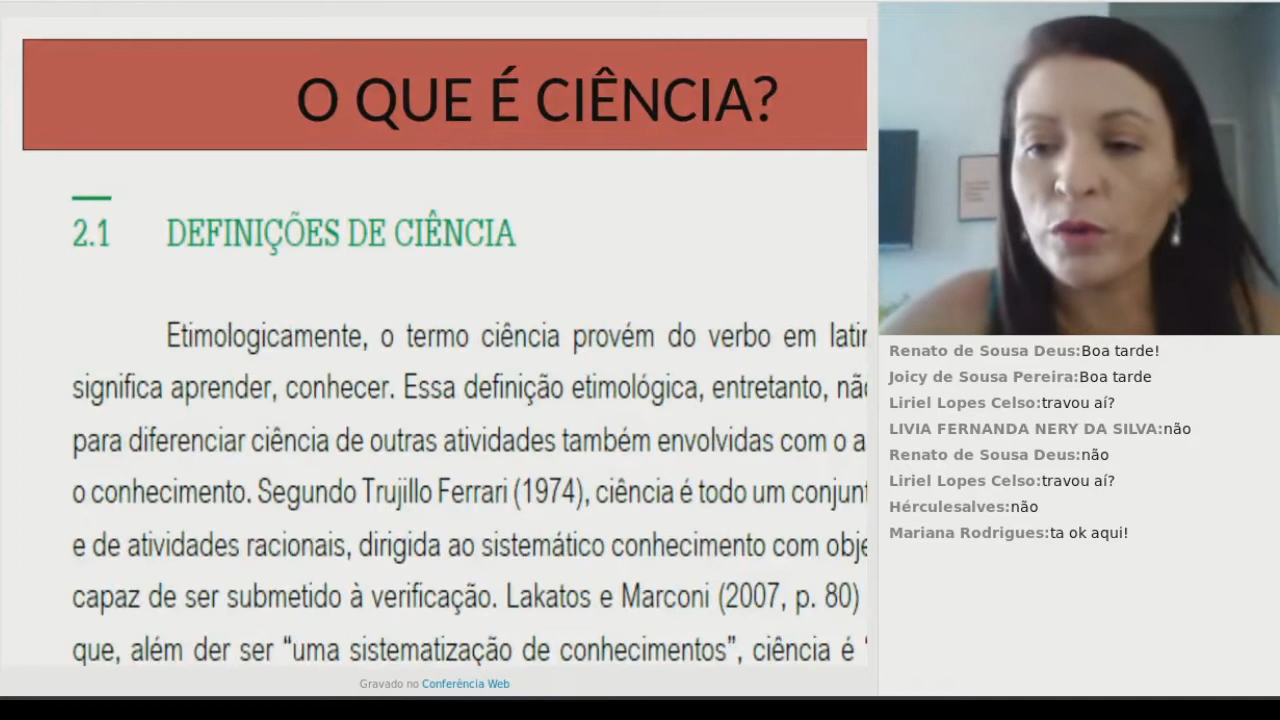 O QUE É CIÊNCIA?
2.1 DEFINIÇÕES DE CIÊNCIA
Etimologicamente, o termo ciência provém do verbo em
significa aprender, conhecer. Essa definição etimológica, entretanto,
para diferenciar ciência de outras atividades também envolvidas com o
o conhecimento. Segundo Trujillo Ferrari (1974), ciência é todo um
e de atividades racionais, dirigida ao sistemático conhecimento com
capaz de ser submetido à verificação. Lakatos e Marconi (2007, p. 80)
que, além der ser “uma sistematização de conhecimentos”, ciência é “
Gravado no Conferência Web
Renato de Sousa Deus:Boa tarde!
Joicy de Sousa Pereira:Boa tarde
Liriel Lopes Celso:travou aí?
LIVIA FERNANDA NERY DA SILVA:não
Renato de Sousa Deus:não
Liriel Lopes Celso:travou aí?
Hérculesalves:não
Mariana Rodrigues:ta ok aqui!